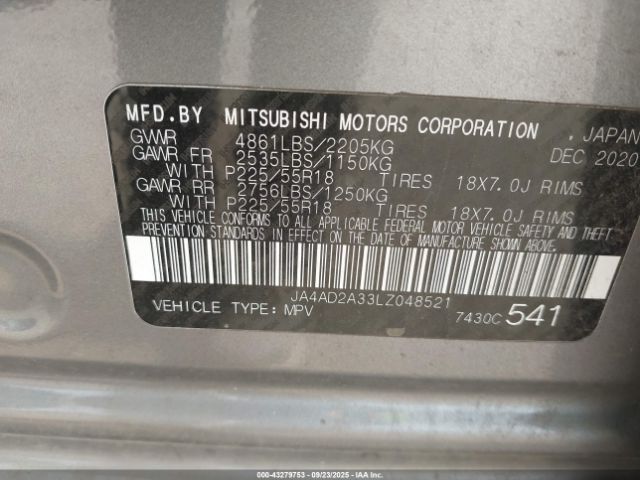 MFD.BY MITSUBISHI MOTORS CORPORATION . JAPAN
GVWR 4861LBS/2205KG DEC 2020
GAWR FR 2535LBS/1150KG
WITH P225/55R18 TIRES 18X7.0J RIMS
GAWR RR 2756LBS/1250KG
WITH P225/55R18 TIRES 18X7.0J RIMS
THIS VEHICLE CONFORMS TO ALL APPLICABLE FEDERAL MOTOR VEHICLE SAFETY AND THEFT
PREVENTION STANDARDS IN EFFECT ON THE DATE OF MANUFACTURE SHOWN ABOVE.
JA4AD2A33LZ048521
VEHICLE TYPE: MPV 7430C 541
000-43279753 - 09/23/2025 - © IAA, LLC